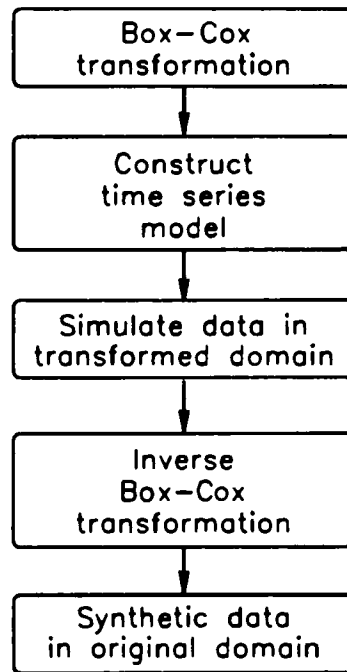 Box-Cox
transformation
Construct
time series
model
Simulate data in
transformed domain
Inverse
Box-Cox
transformation
Synthetic data
in original domain